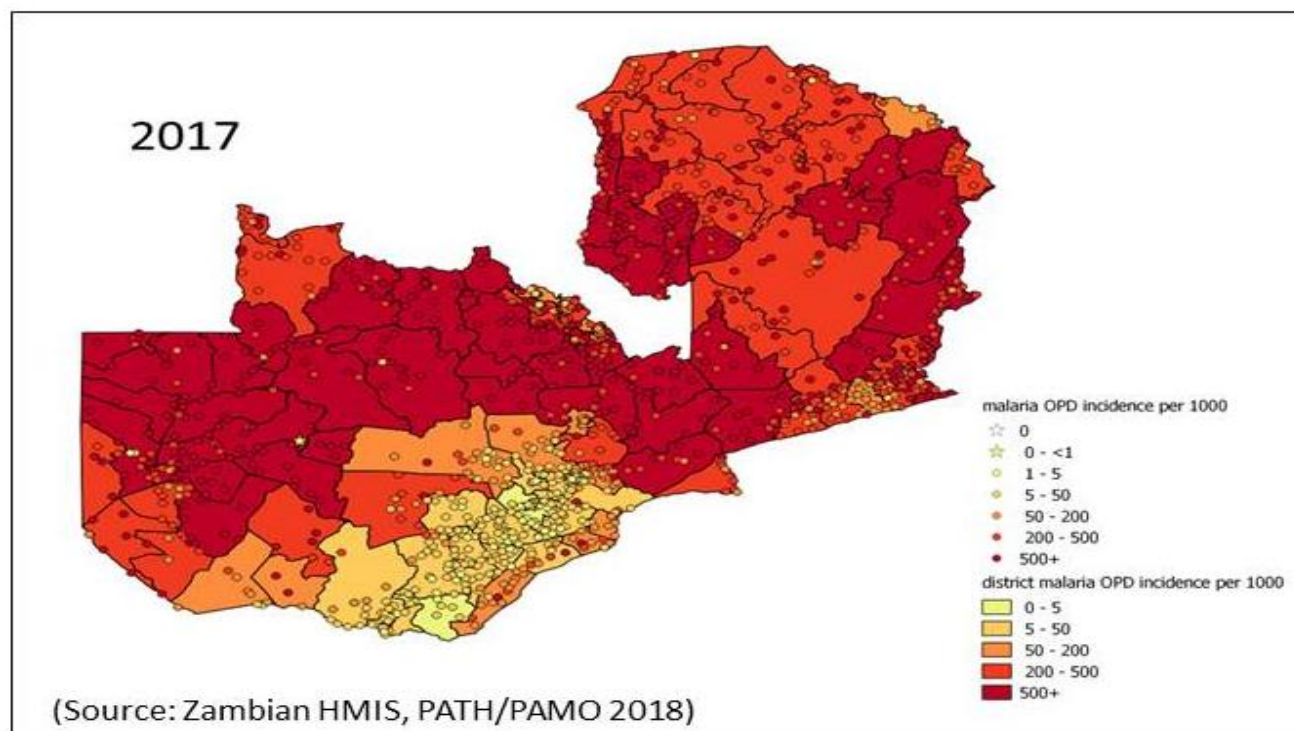 2017
malaria OPD incidence per 1000
0
0 - <1
1 - 5
5 - 50
50 - 200
200 - 500
500+
district malaria OPD incidence per 1000
0 - 5
5 - 50
50 - 200
200 - 500
500+
(Source: Zambian HMIS, PATH/PAMO 2018)